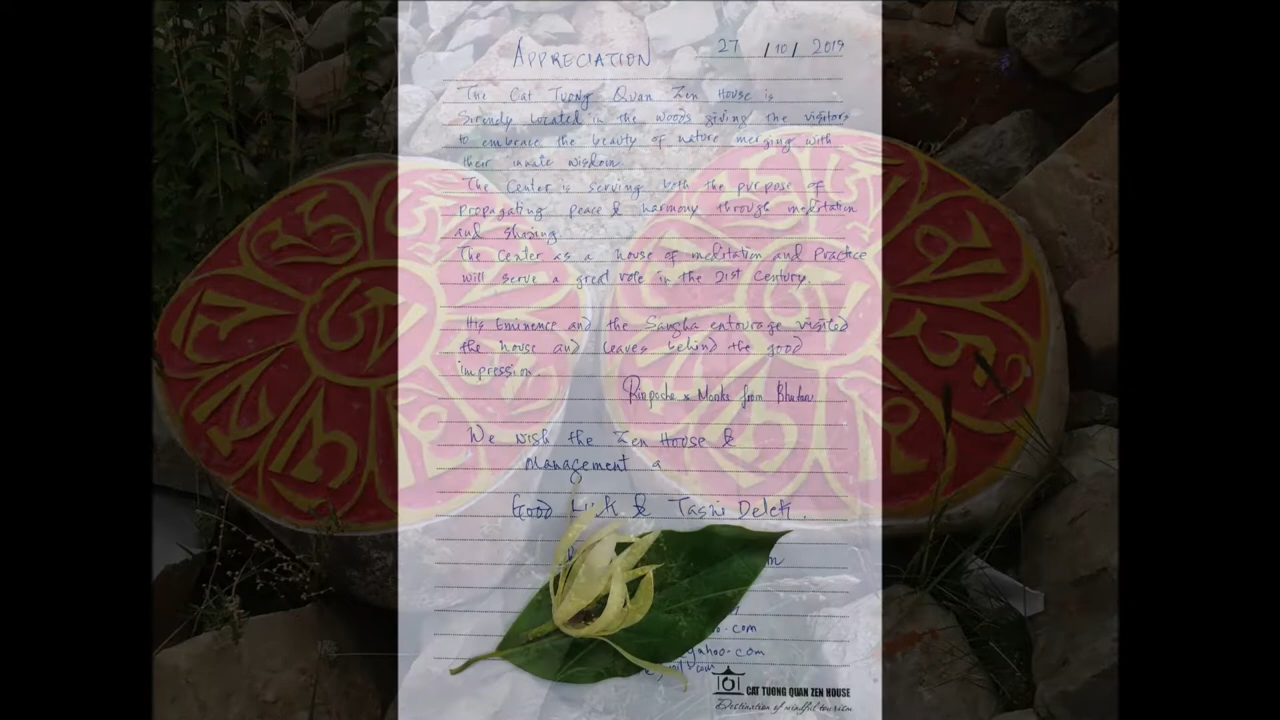 APPRECIATION 27 /10/ 2019
The Cat Tuong Quan Zen House is
Serenely Located in the woods giving the visitors
to embrace the beauty of nature merging with
their innate wisdom
The Center is serving both the purpose of
propagating peace & harmony through meditation
and sharing.
The Center as a house of meditation and Practice
will serve a great role in the 21st Century.
His Eminence and the Sangha entourage visited
the house and leaves behind the good
impression.
Rinpoche & Monks from Bhutan
We wish the Zen House &
Management a
Good Luck & Tashi Delek.
o.com
yahoo.com
CAT TUONG QUAN ZEN HOUSE
Destination of mindful tourism